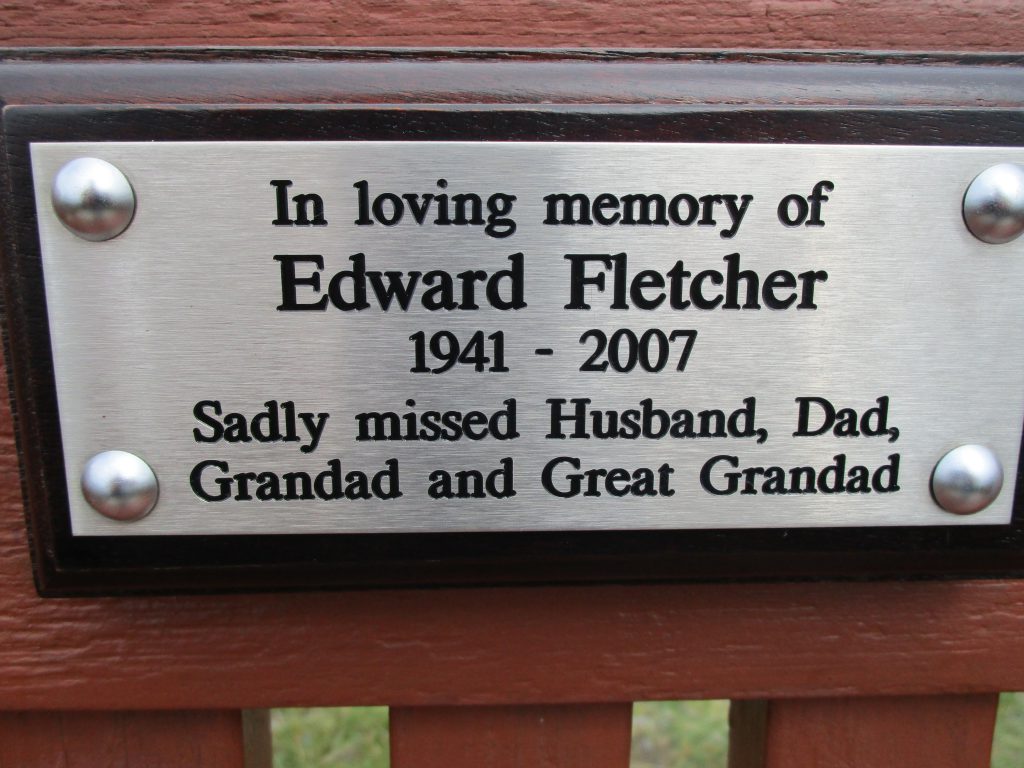 In loving memory of
Edward Fletcher
1941 - 2007
Sadly missed Husband, Dad,
Grandad and Great Grandad